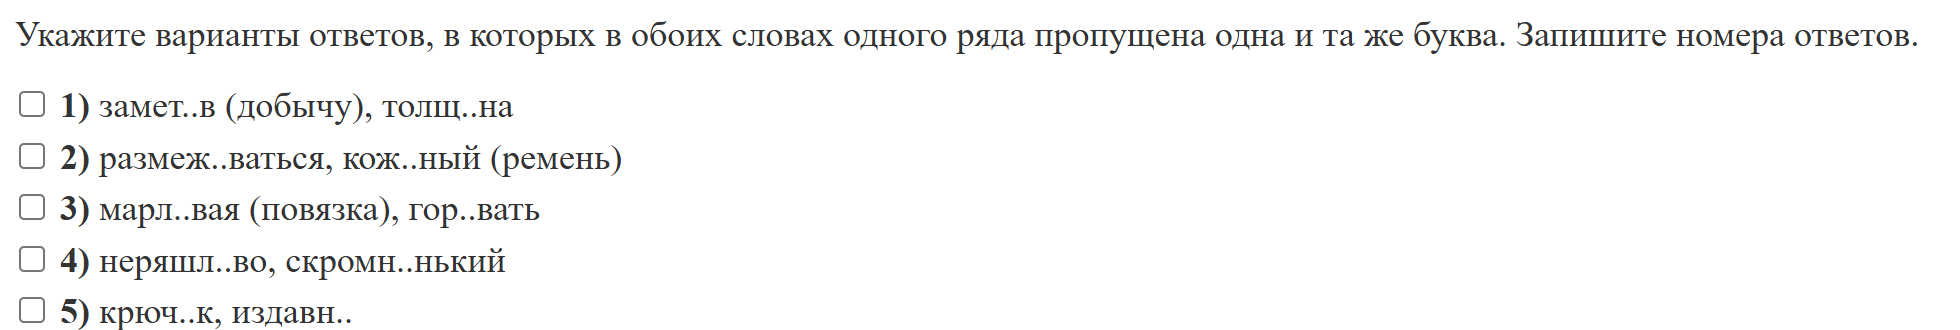 Укажите варианты ответов, в которых в обоих словах одного ряда пропущена одна и та же буква. Запишите номера ответов.
1) замет..в (добычу), толщ..на
2) размеж..ваться, кож..ный (ремень)
3) марл..вая (повязка), гор..вать
4) неряшл..во, скромн..нький
5) крюч..к, издавн..